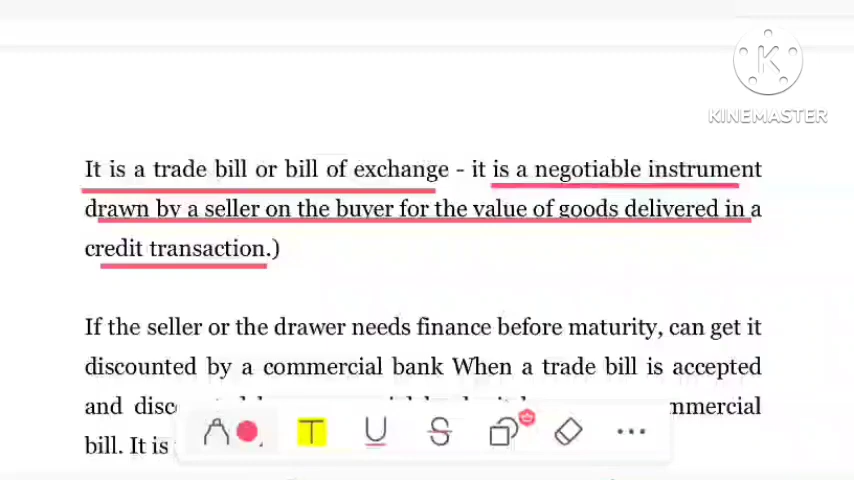 KINEMASTER
It is a trade bill or bill of exchange - it is a negotiable instrument
drawn by a seller on the buyer for the value of goods delivered in a
credit transaction.)
If the seller or the drawer needs finance before maturity, can get it
discounted by a commercial bank When a trade bill is accepted
and
bill. It is
T
U
S